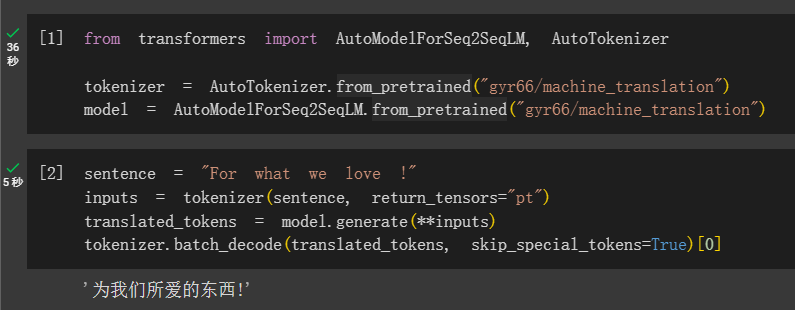 [1] from transformers import AutoModelForSeq2SeqLM, AutoTokenizer
36
秒
tokenizer = AutoTokenizer.from_pretrained("gyr66/machine_translation")
model = AutoModelForSeq2SeqLM.from_pretrained("gyr66/machine_translation")
[2] sentence = "For what we love !"
5秒
inputs = tokenizer(sentence, return_tensors="pt")
translated_tokens = model.generate(**inputs)
tokenizer.batch_decode(translated_tokens, skip_special_tokens=True)[0]
'为我们所爱的东西!'